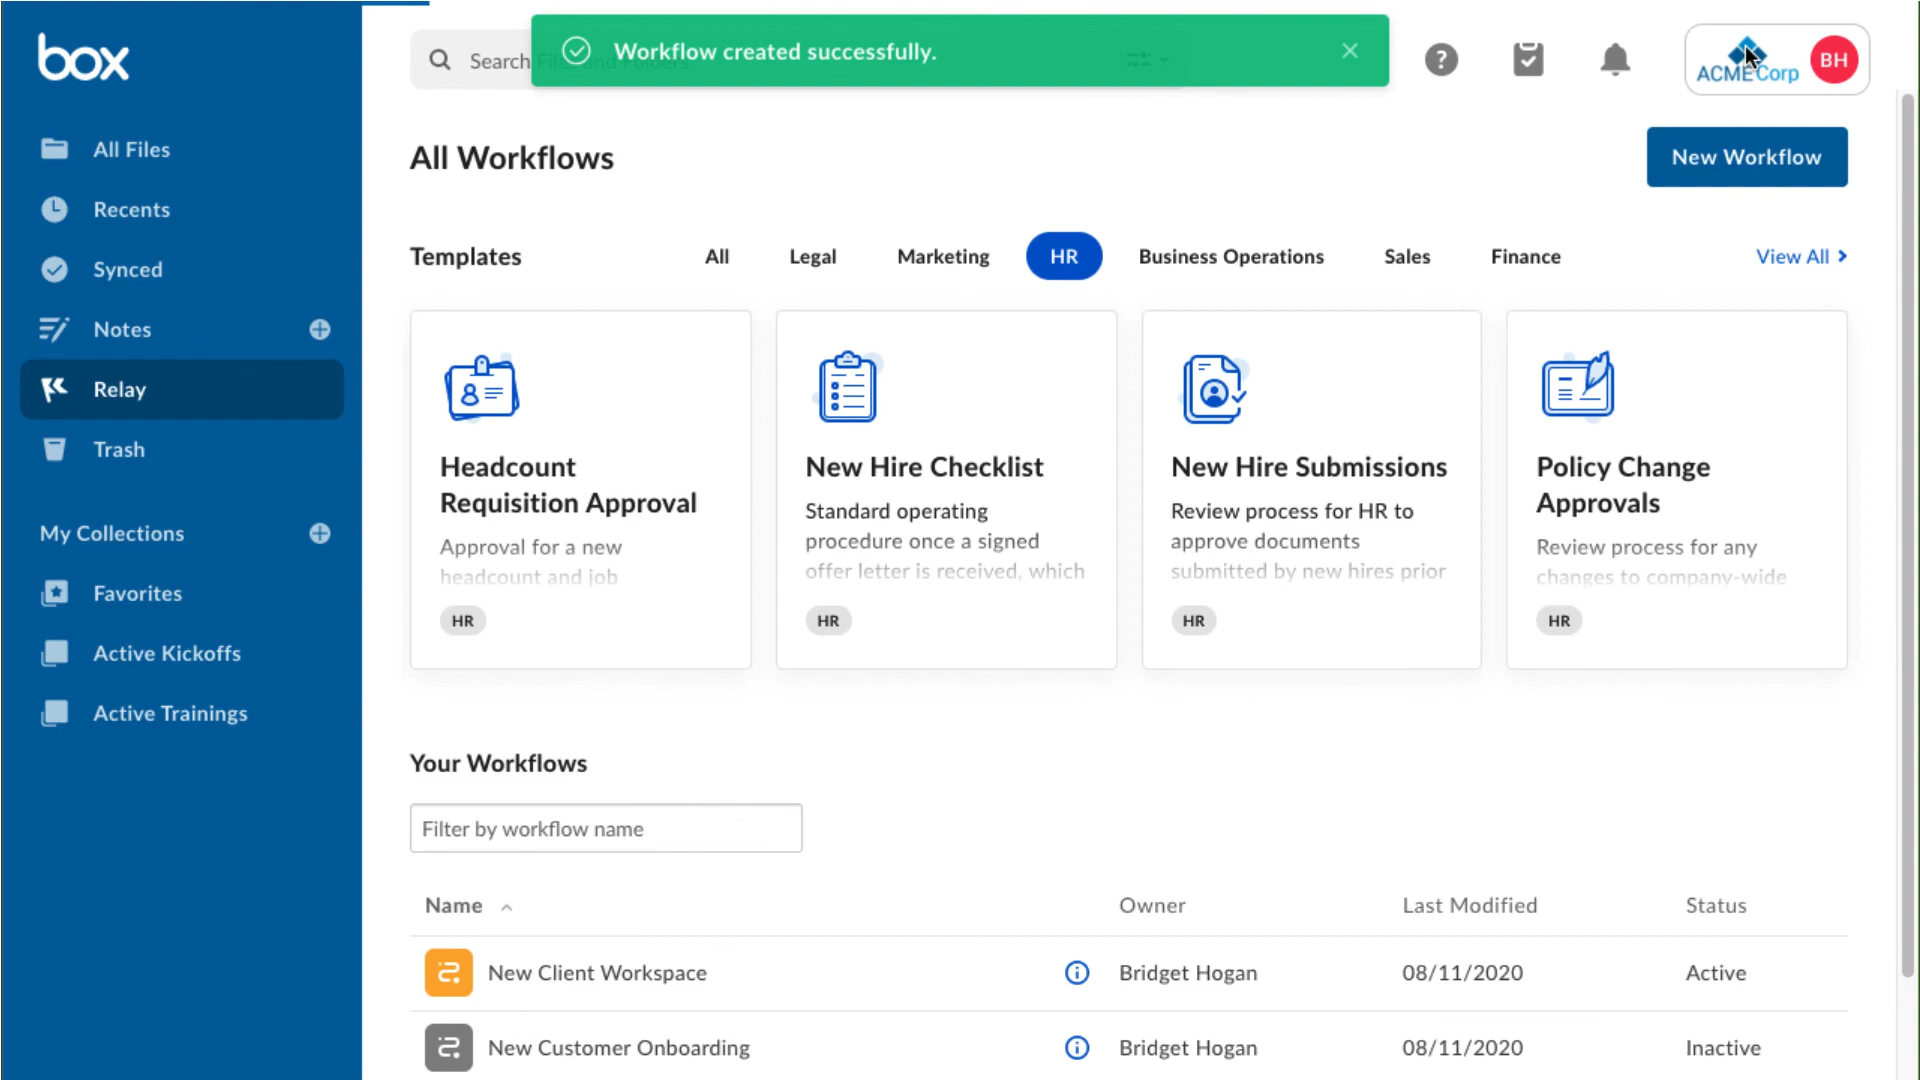 box
Search Files and Folders
Workflow created successfully.
ACMECorp
BH
All Files
Recents
Synced
Notes
Relay
Trash
My Collections
Favorites
Active Kickoffs
Active Trainings
All Workflows
New Workflow
Templates
All
Legal
Marketing
HR
Business Operations
Sales
Finance
View All
Headcount
Requisition Approval
Approval for a new
headcount and job
HR
New Hire Checklist
Standard operating
procedure once a signed
offer letter is received, which
HR
New Hire Submissions
Review process for HR to
approve documents
submitted by new hires prior
HR
Policy Change
Approvals
Review process for any
changes to company-wide
HR
Your Workflows
Filter by workflow name
Name Owner Last Modified Status
New Client Workspace Bridget Hogan 08/11/2020 Active
New Customer Onboarding Bridget Hogan 08/11/2020 Inactive